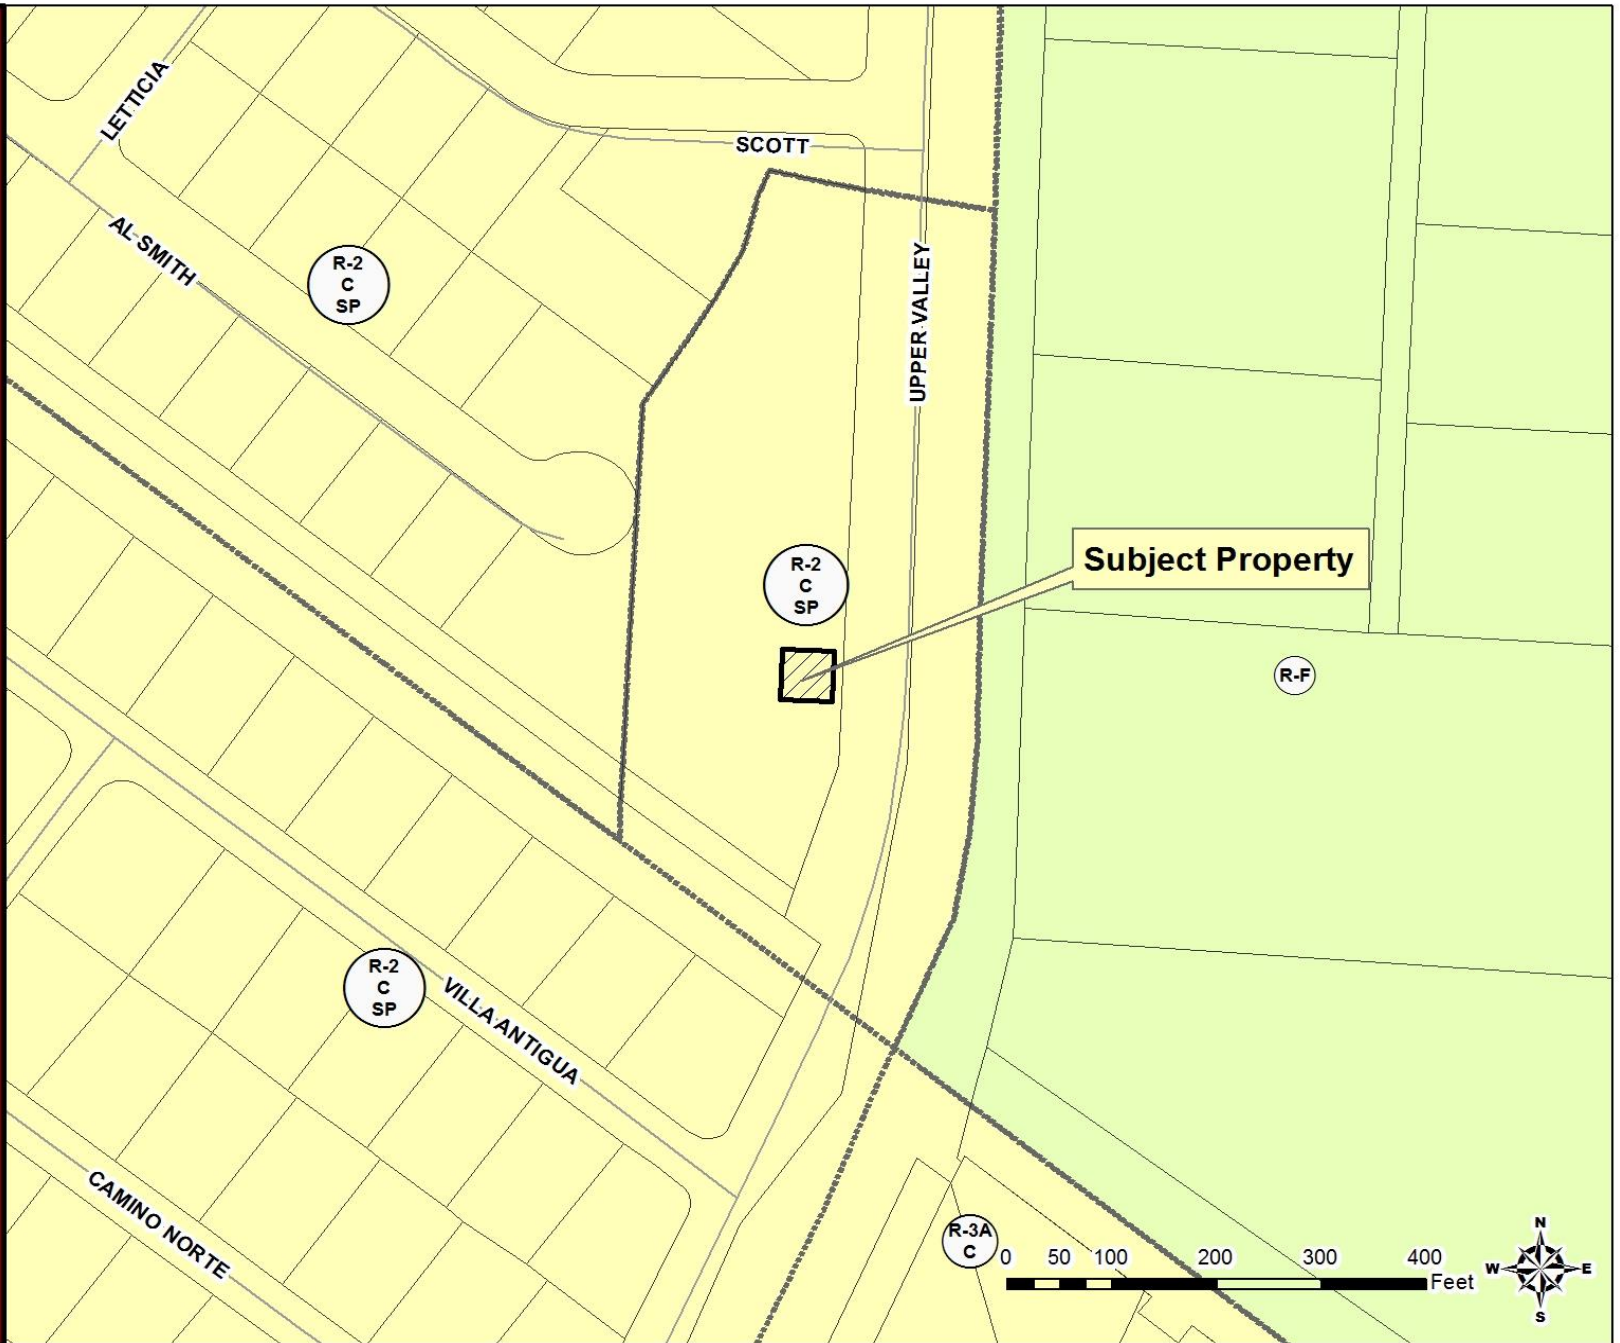 LETTICIA
SCOTT
AL SMITH
R-2
C
SP
UPPER VALLEY
Subject Property
R-2
C
SP
R-F
R-2
C
SP
VILLA ANTIGUA
CAMINO NORTE
R-3A
C
0 50 100 200 300 400
Feet
N
W E
S